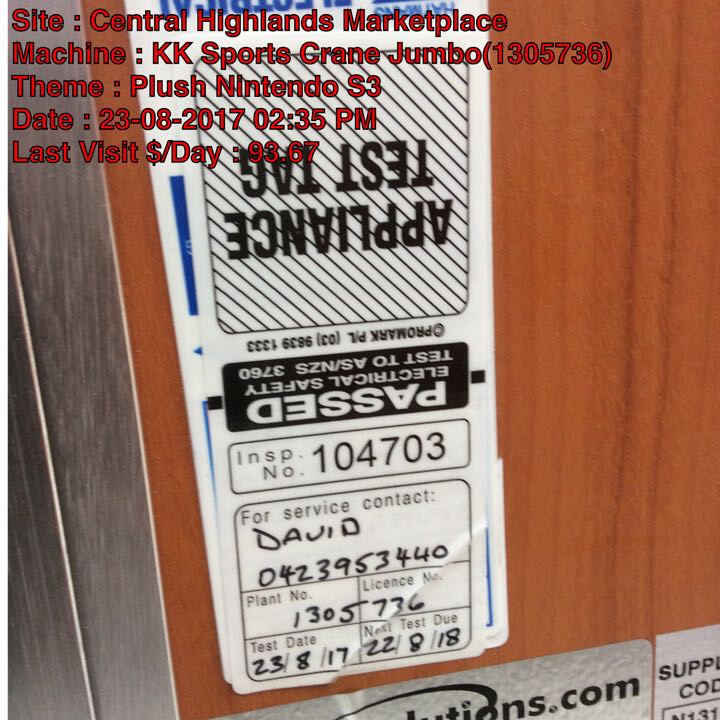 Site : Central Highlands Marketplace
Machine : KK Sports Crane Jumbo(1305736)
Theme : Plush Nintendo S3
Date : 23-08-2017 02:35 PM
Last Visit $/Day : 93.67
APPLIANCE
TEST TAG
©PROMARK P/L (03) 9839 1333
PASSED
ELECTRICAL SAFETY
TEST TO AS/NZS 3760
Insp. No. 104703
For service contact:
DAVID
0423953440
Plant No. Licence No.
1305736
Test Date Next Test Due
23/8/17 22/8/18
.com
SUPPL
COD
N131